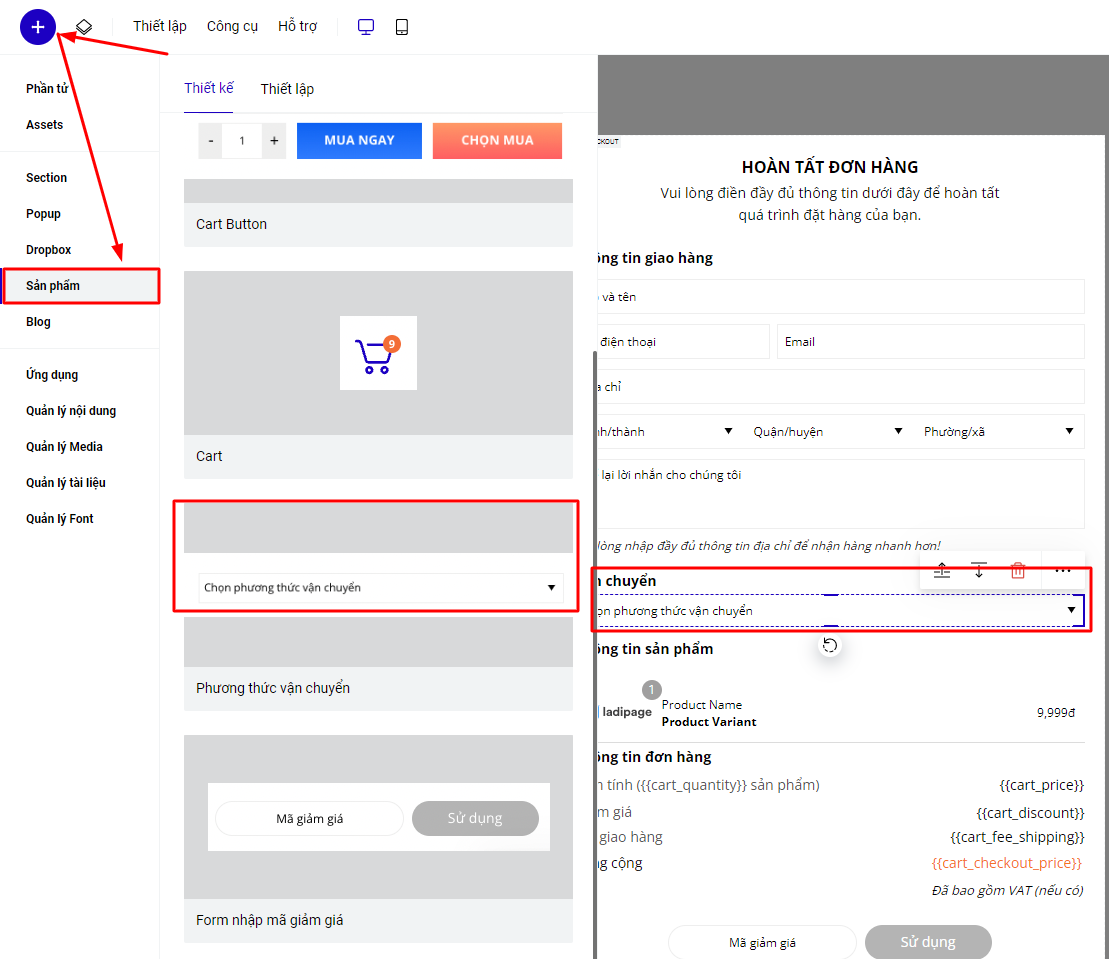 Thiết lập Công cụ Hỗ trợ
Phần tử
Assets
Section
Popup
Dropbox
Sản phẩm
Blog
Ứng dụng
Quản lý nội dung
Quản lý Media
Quản lý tài liệu
Quản lý Font
Thiết kế Thiết lập
- 1 + MUA NGAY CHỌN MUA
Cart Button
9
Cart
Chọn phương thức vận chuyển
Phương thức vận chuyển
Mã giảm giá Sử dụng
Form nhập mã giảm giá
HOÀN TẤT ĐƠN HÀNG
Vui lòng điền đầy đủ thông tin dưới đây để hoàn tất
quá trình đặt hàng của bạn.
tin giao hàng
và tên
điện thoại Email
chỉ
Quận/huyện Phường/xã
lại lời nhắn cho chúng tôi
lòng nhập đầy đủ thông tin địa chỉ để nhận hàng nhanh hơn!
chuyển
phương thức vận chuyển
tin sản phẩm
1
ladipage Product Name 9,999đ
Product Variant
tin đơn hàng
tính ({{cart_quantity}} sản phẩm) {{cart_price}}
giá {{cart_discount}}
giao hàng {{cart_fee_shipping}}
cộng {{cart_checkout_price}}
Đã bao gồm VAT (nếu có)
Mã giảm giá Sử dụng